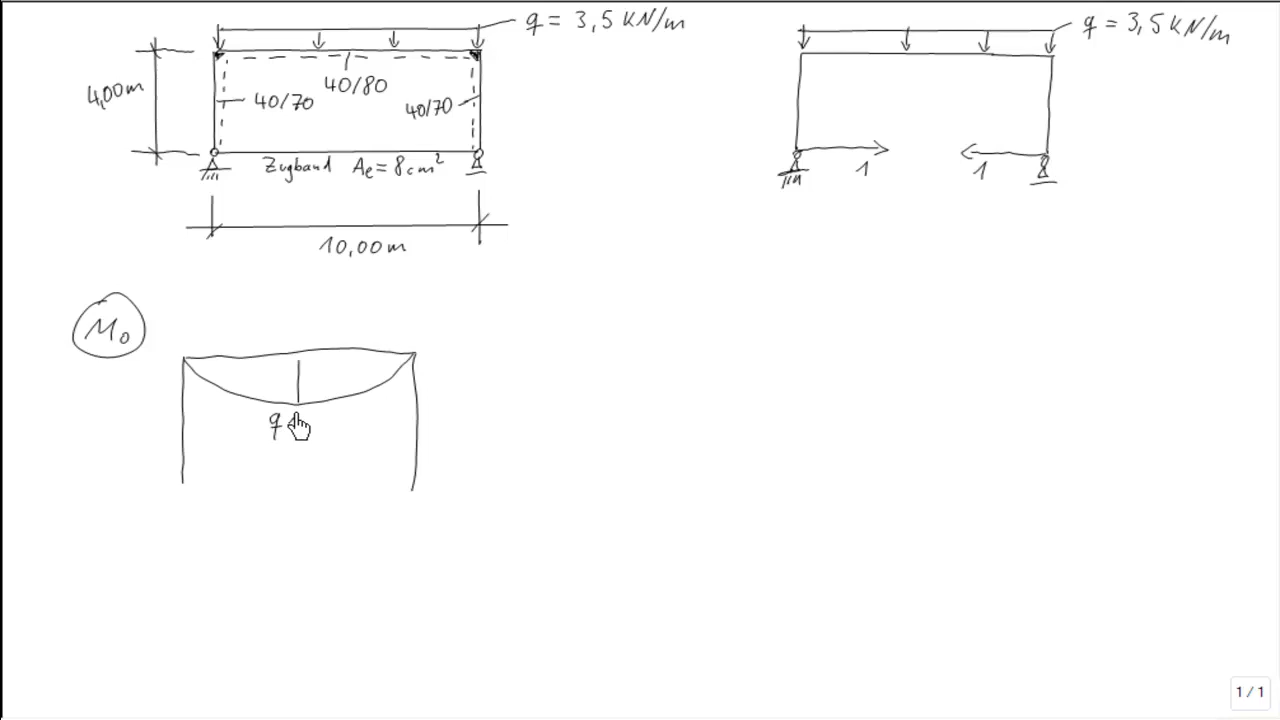 q = 3,5 KN/m
q = 3,5 KN/m
4,00m
40/80
40/70
40/70
Zugband Ae = 8cm²
1
1
10,00m
M₀
q
1 / 1